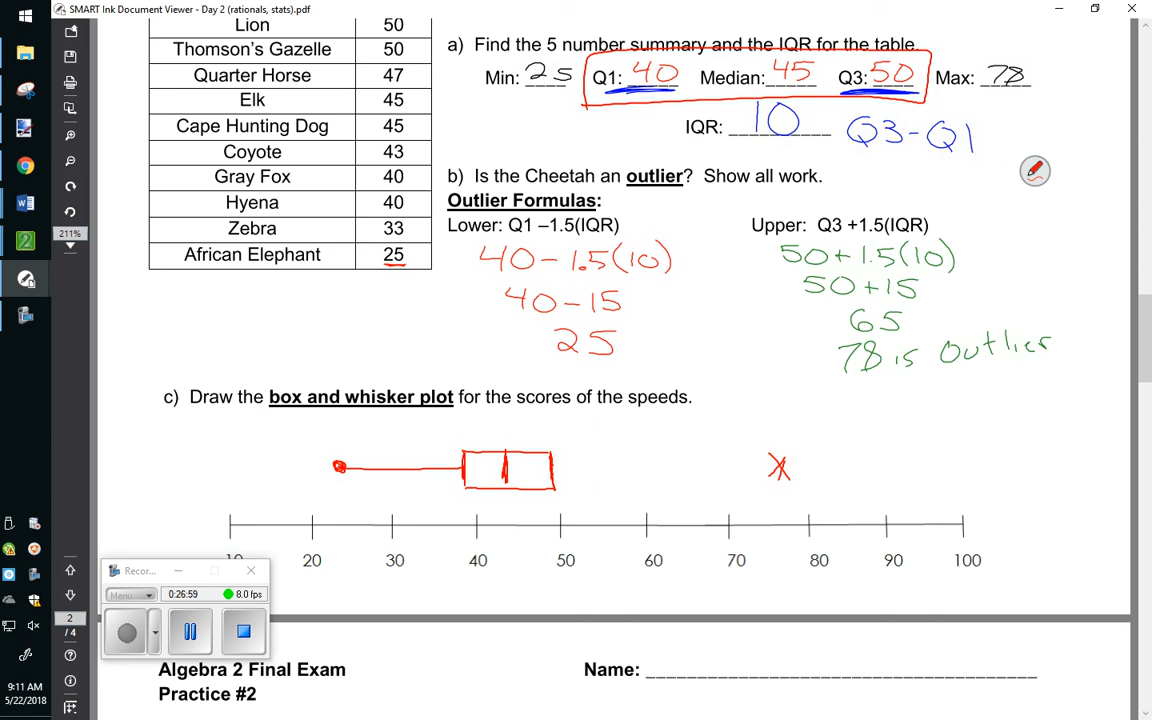 SMART Ink Document Viewer - Day 2 (rationals, stats).pdf
Lion 50
Thomson's Gazelle 50
Quarter Horse 47
Elk 45
Cape Hunting Dog 45
Coyote 43
Gray Fox 40
Hyena 40
Zebra 33
African Elephant 25
a) Find the 5 number summary and the IQR for the table.
Min: 25 Q1: 40 Median: 45 Q3: 50 Max: 78
IQR: 10 Q3-Q1
b) Is the Cheetah an outlier? Show all work.
Outlier Formulas:
Lower: Q1 –1.5(IQR) Upper: Q3 +1.5(IQR)
40 - 1.5(10) 50 + 1.5(10)
40 - 15 50 + 15
25 65
78 is Outlier
c) Draw the box and whisker plot for the scores of the speeds.
10 20 30 40 50 60 70 80 90 100
211%
2
/ 4
Recor...
Menu 0:26:59 8.0 fps
Algebra 2 Final Exam Name:
Practice #2
9:11 AM
5/22/2018